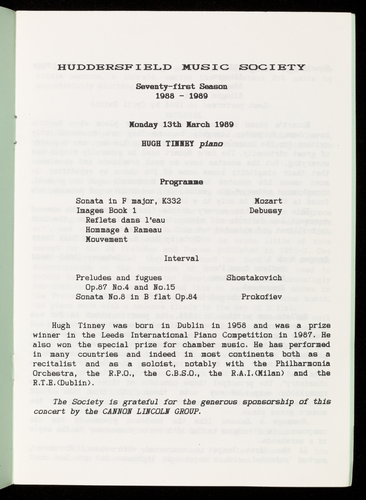 HUDDERSFIELD MUSIC SOCIETY
Seventy-first Season
1988 - 1989
Monday 13th March 1989
HUGH TINNEY piano
Programme
Sonata in F major, K332 Mozart
Images Book 1 Debussy
Reflets dans l'eau
Hommage à Rameau
Mouvement
Interval
Preludes and fugues Shostakovich
Op.87 No.4 and No.15
Sonata No.8 in B flat Op.84 Prokofiev
Hugh Tinney was born in Dublin in 1958 and was a prize
winner in the Leeds International Piano Competition in 1987. He
also won the special prize for chamber music. He has performed
in many countries and indeed in most continents both as a
recitalist and as a soloist, notably with the Philharmonia
Orchestra, the R.P.O., the C.B.S.O., the R.A.I.(Milan) and the
R.T.E.(Dublin).
The Society is grateful for the generous sponsorship of this
concert by the CANNON LINCOLN GROUP.